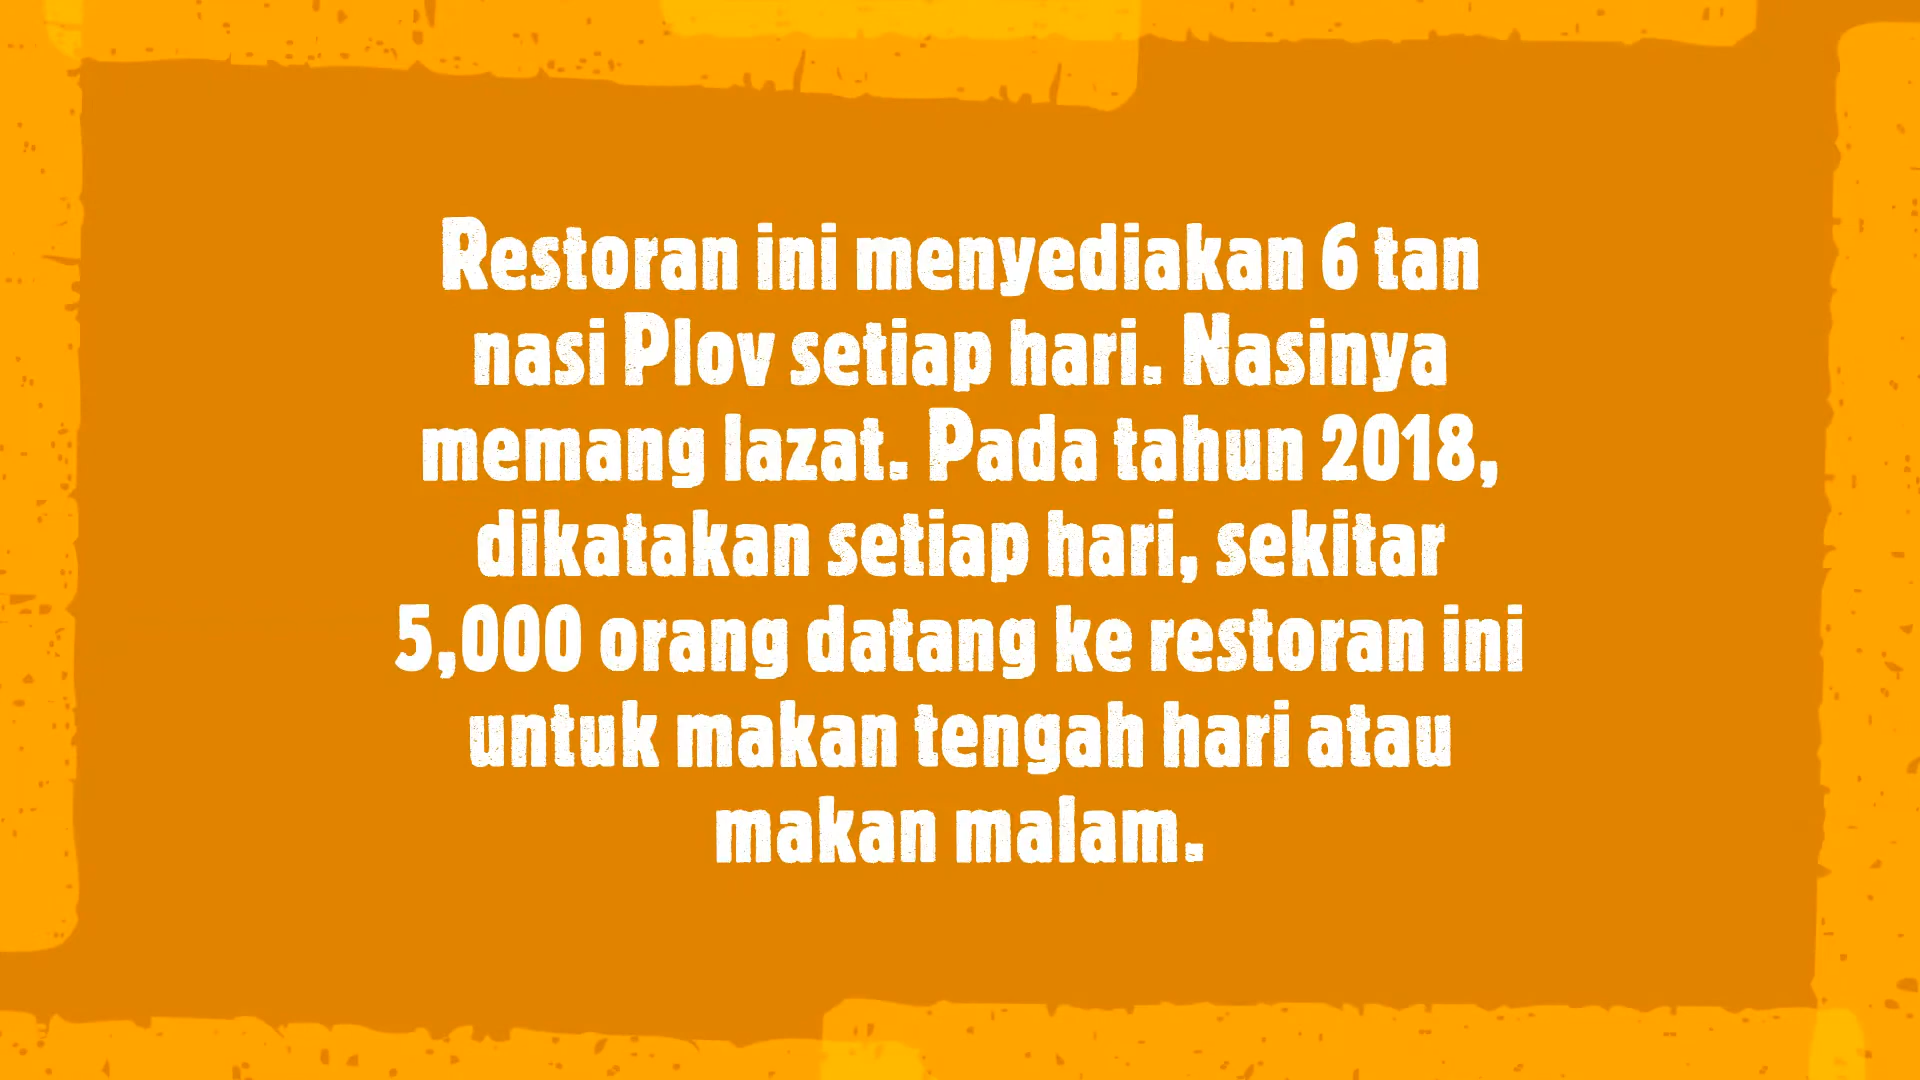 Restoran ini menyediakan 6 tan
nasi Plov setiap hari. Nasinya
memang lazat. Pada tahun 2018,
dikatakan setiap hari, sekitar
5,000 orang datang ke restoran ini
untuk makan tengah hari atau
makan malam.